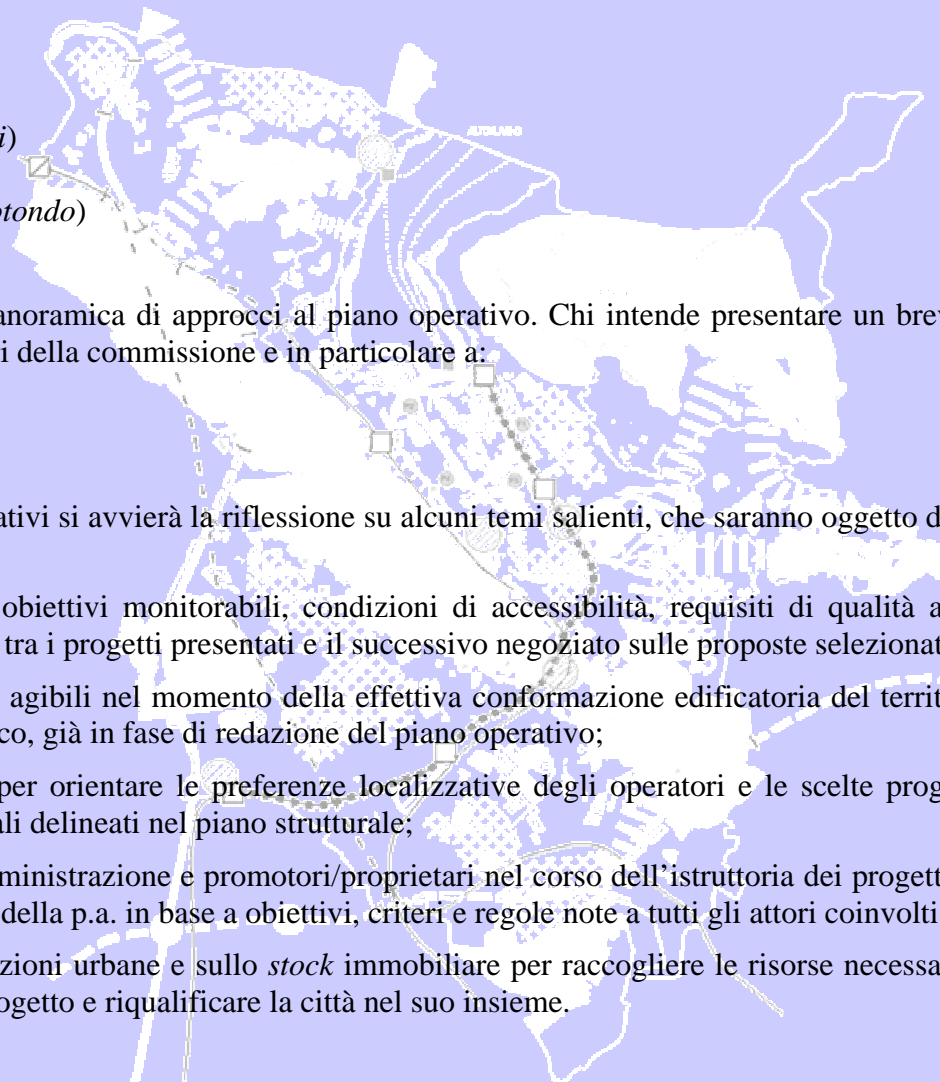 i)
otondo)
anoramica di approcci al piano operativo. Chi intende presentare un brev
i della commissione e in particolare a:
ativi si avvierà la riflessione su alcuni temi salienti, che saranno oggetto d
obiettivi monitorabili, condizioni di accessibilità, requisiti di qualità a
tra i progetti presentati e il successivo negoziato sulle proposte selezionat
agibili nel momento della effettiva conformazione edificatoria del territ
co, già in fase di redazione del piano operativo;
per orientare le preferenze localizzative degli operatori e le scelte prog
ali delineati nel piano strutturale;
ministrazione e promotori/proprietari nel corso dell’istruttoria dei progett
della p.a. in base a obiettivi, criteri e regole note a tutti gli attori coinvolti
zioni urbane e sullo stock immobiliare per raccogliere le risorse necessa
ogetto e riqualificare la città nel suo insieme.